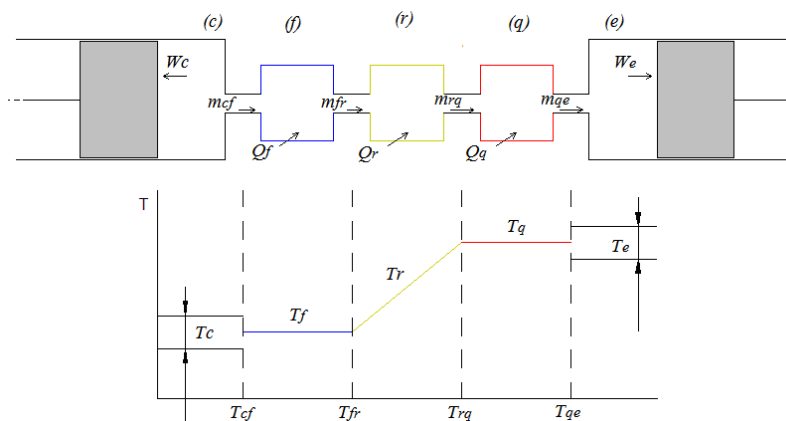 (c) (f) (r) (q) (e)
Wc We
mcf mfr mrq mqe
Qf Qr Qq
T
Tq
Te
Tr
Tf
Tc
Tcf Tfr Trq Tqe